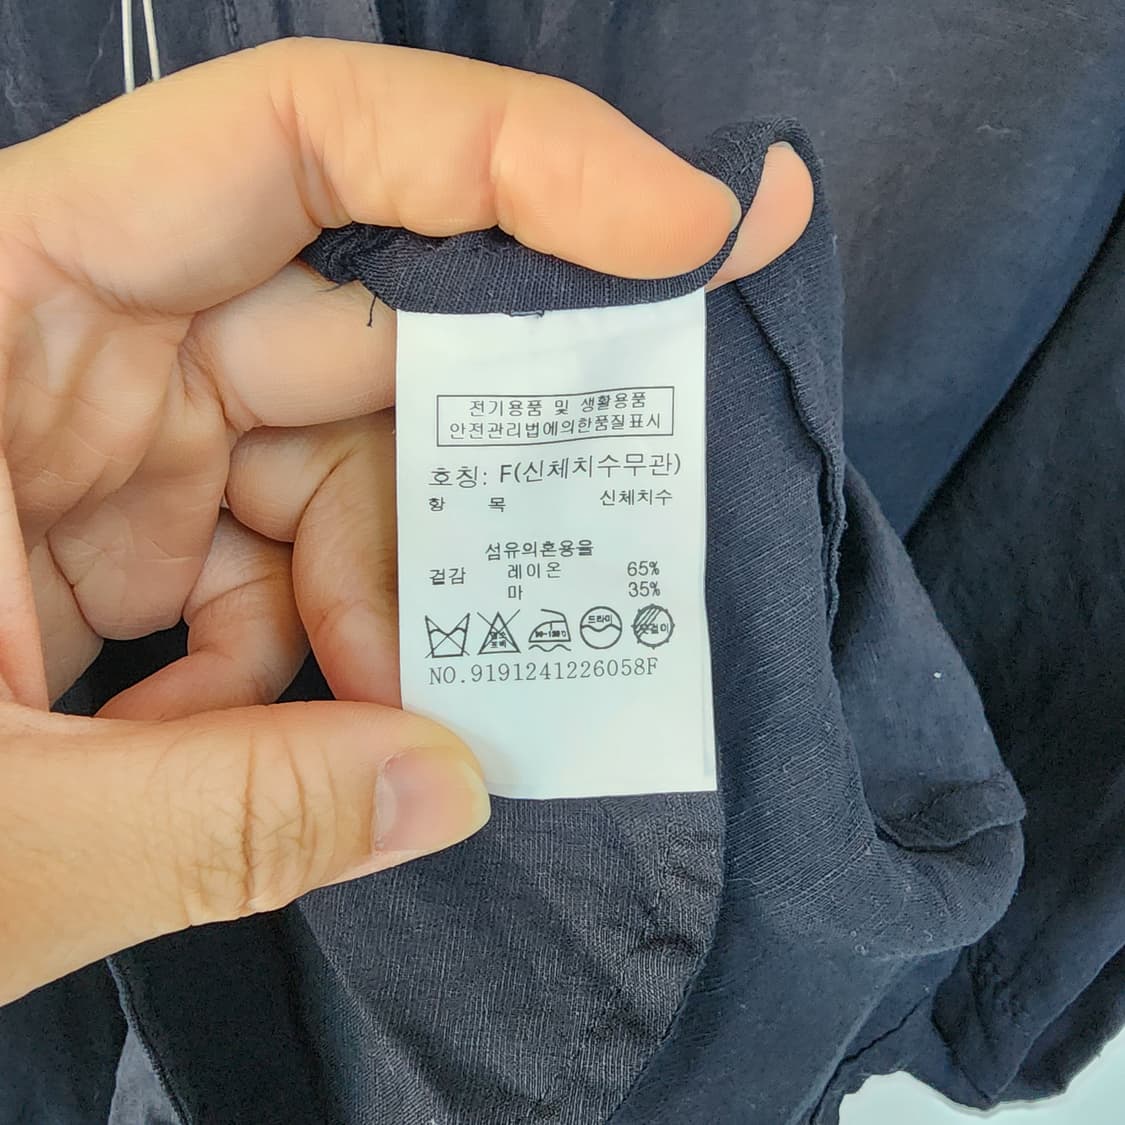 전기용품 및 생활용품
안전관리법에의한품질표시
호칭: F(신체치수무관)
항 목 신체치수
섬유의혼용율
겉감 레이온 65%
마 35%
드라이
NO.9191241226058F